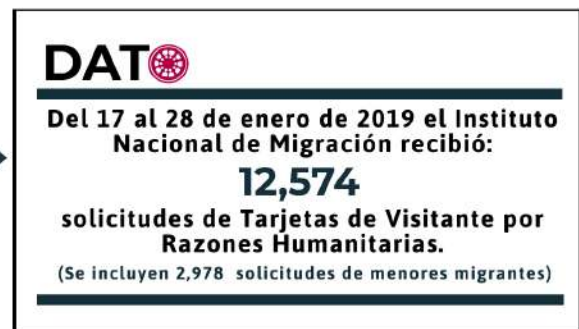 DATO
Del 17 al 28 de enero de 2019 el Instituto
Nacional de Migración recibió:
12,574
solicitudes de Tarjetas de Visitante por
Razones Humanitarias.
(Se incluyen 2,978 solicitudes de menores migrantes)